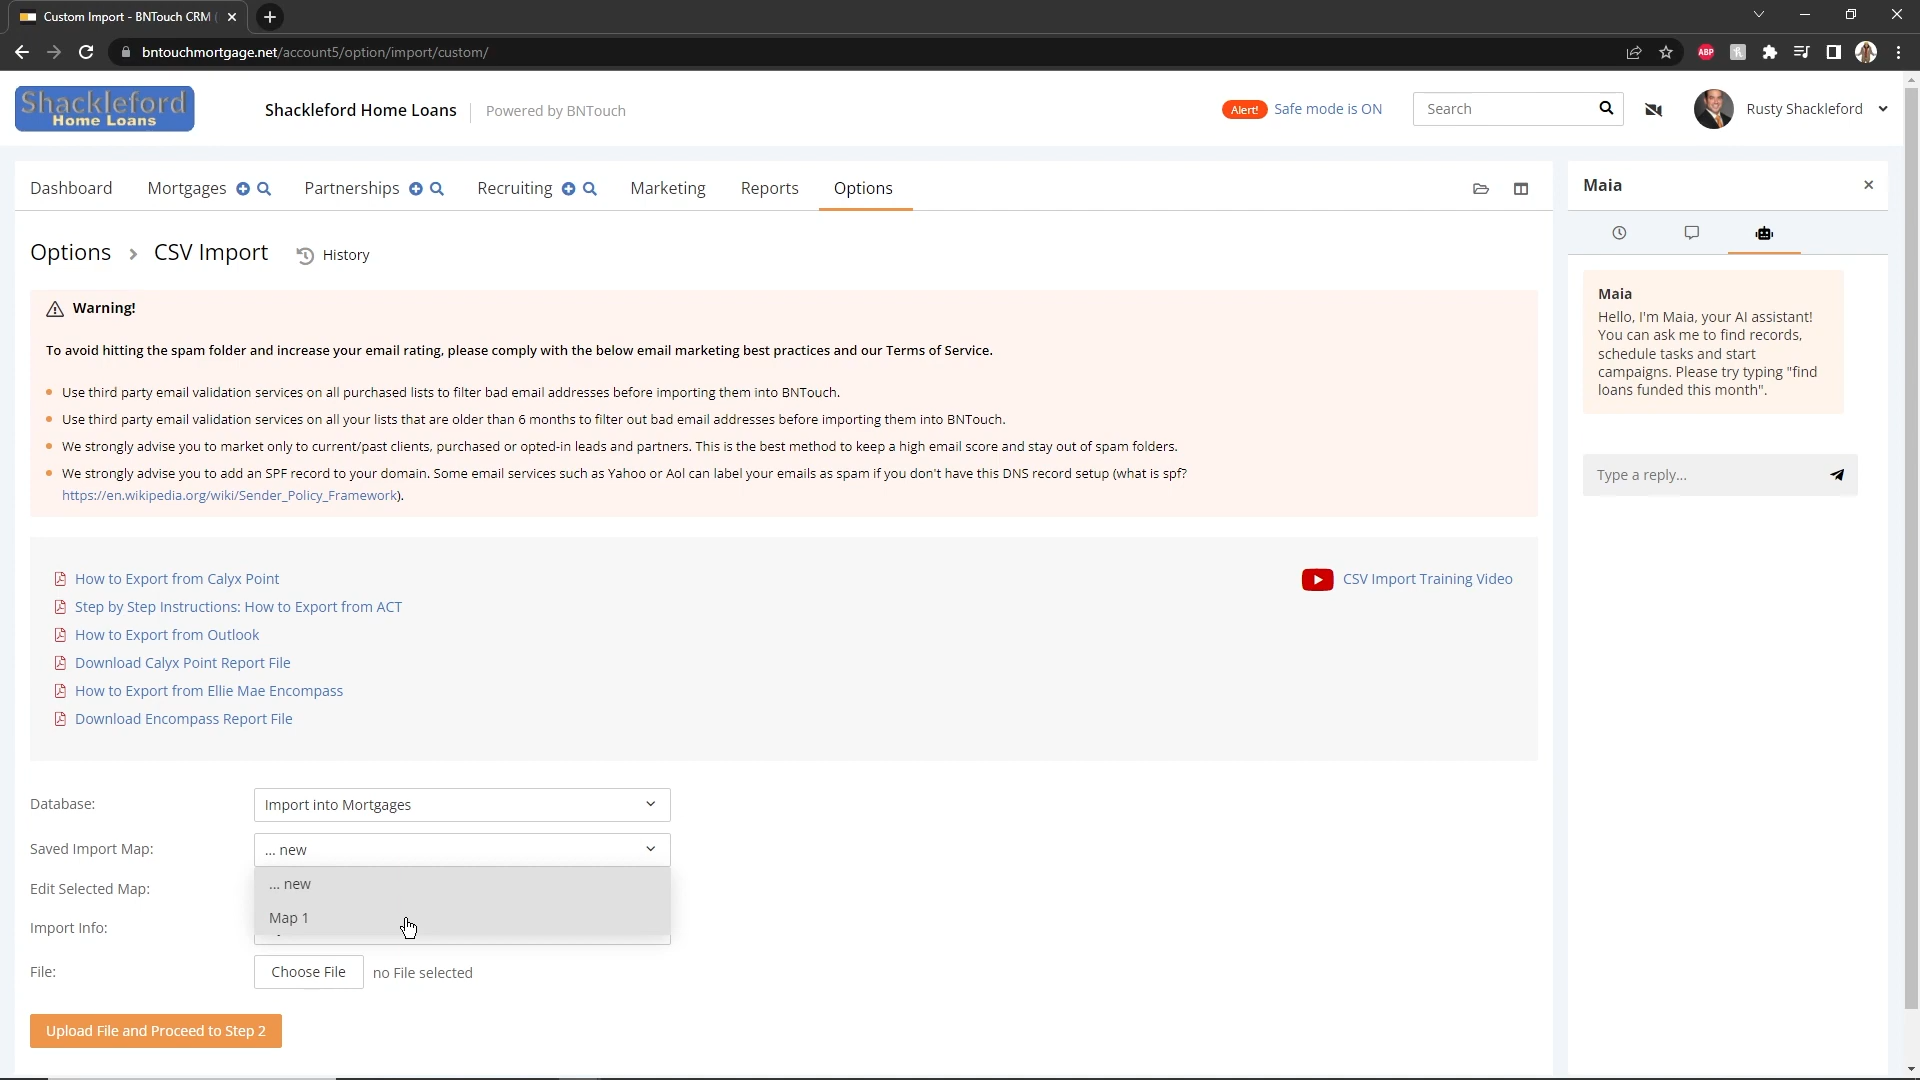 Custom Import - BNTouch CRM (
bntouchmortgage.net/account5/option/import/custom/
ABP
Shackleford
Home Loans
Shackleford Home Loans
Powered by BNTouch
Alert!
Safe mode is ON
Search
Rusty Shackleford
Dashboard
Mortgages
Partnerships
Recruiting
Marketing
Reports
Options
Options > CSV Import
History
Warning!
To avoid hitting the spam folder and increase your email rating, please comply with the below email marketing best practices and our Terms of Service.
Use third party email validation services on all purchased lists to filter bad email addresses before importing them into BNTouch.
Use third party email validation services on all your lists that are older than 6 months to filter out bad email addresses before importing them into BNTouch.
We strongly advise you to market only to current/past clients, purchased or opted-in leads and partners. This is the best method to keep a high email score and stay out of spam folders.
We strongly advise you to add an SPF record to your domain. Some email services such as Yahoo or Aol can label your emails as spam if you don't have this DNS record setup (what is spf?
https://en.wikipedia.org/wiki/Sender_Policy_Framework).
How to Export from Calyx Point
Step by Step Instructions: How to Export from ACT
How to Export from Outlook
Download Calyx Point Report File
How to Export from Ellie Mae Encompass
Download Encompass Report File
CSV Import Training Video
Database:
Import into Mortgages
Saved Import Map:
... new
... new
Map 1
Edit Selected Map:
Import Info:
File:
Choose File
no File selected
Upload File and Proceed to Step 2
Maia
Maia
Hello, I'm Maia, your AI assistant!
You can ask me to find records,
schedule tasks and start
campaigns. Please try typing "find
loans funded this month".
Type a reply...